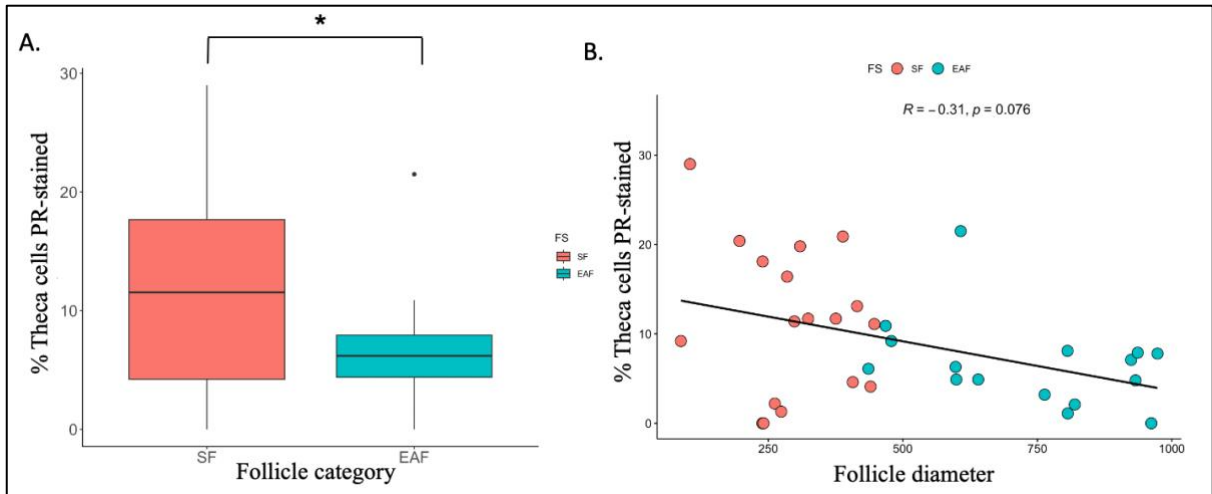 A.
*
% Theca cells PR-stained
30
20
10
0
SF
EAF
Follicle category
FS
SF
EAF
B.
FS SF EAF
R = −0.31, p = 0.076
% Theca cells PR-stained
30
20
10
0
250
500
750
1000
Follicle diameter